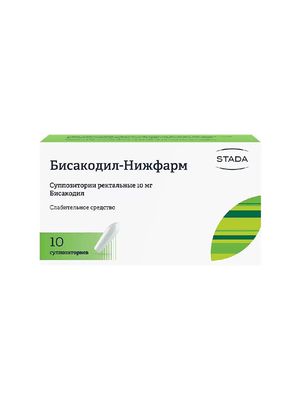 Бисакодил-Нижфарм
STADA
Суппозитории ректальные 10 мг
Бисакодил
Слабительное средство
10
суппозиториев